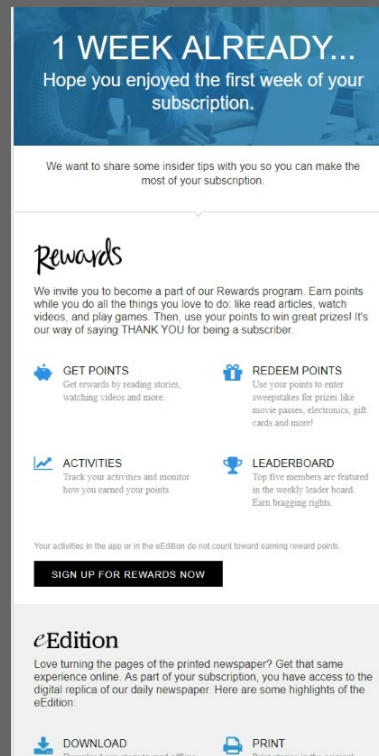 1 WEEK ALREADY...
Hope you enjoyed the first week of your
subscription.
We want to share some insider tips with you so you can make the
most of your subscription.
Rewards
We invite you to become a part of our Rewards program. Earn points
while you do all the things you love to do: like read articles, watch
videos, and play games. Then, use your points to win great prizes! It's
our way of saying THANK YOU for being a subscriber.
GET POINTS
Get rewards by reading stories,
watching videos and more.
REDEEM POINTS
Use your points to enter
sweepstakes for prizes like
movie passes, electronics, gift
cards and more!
ACTIVITIES
Track your activities and monitor
how you earned your points.
LEADERBOARD
Top five members are featured
in the weekly leader board.
Earn bragging rights.
Your activities in the app or in the eEdition do not count toward earning reward points.
SIGN UP FOR REWARDS NOW
eEdition
Love turning the pages of the printed newspaper? Get that same
experience online. As part of your subscription, you have access to the
digital replica of our daily newspaper. Here are some highlights of the
eEdition:
DOWNLOAD
PRINT